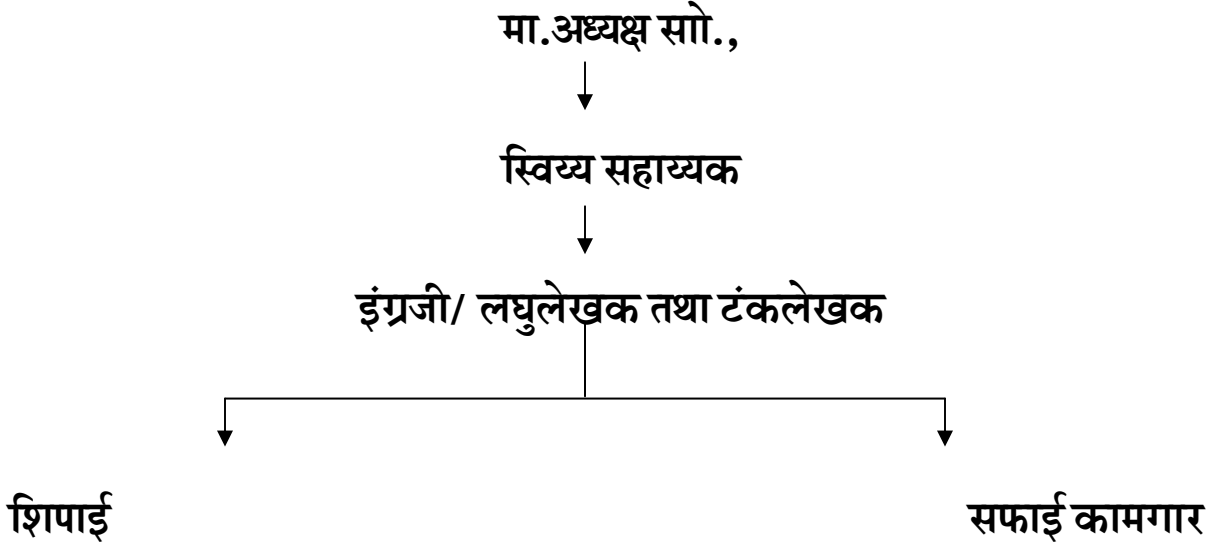 मा.अध्यक्ष साो.,
स्विय्य सहाय्यक
इंग्रजी/ लघुलेखक तथा टंकलेखक
शिपाई
सफाई कामगार